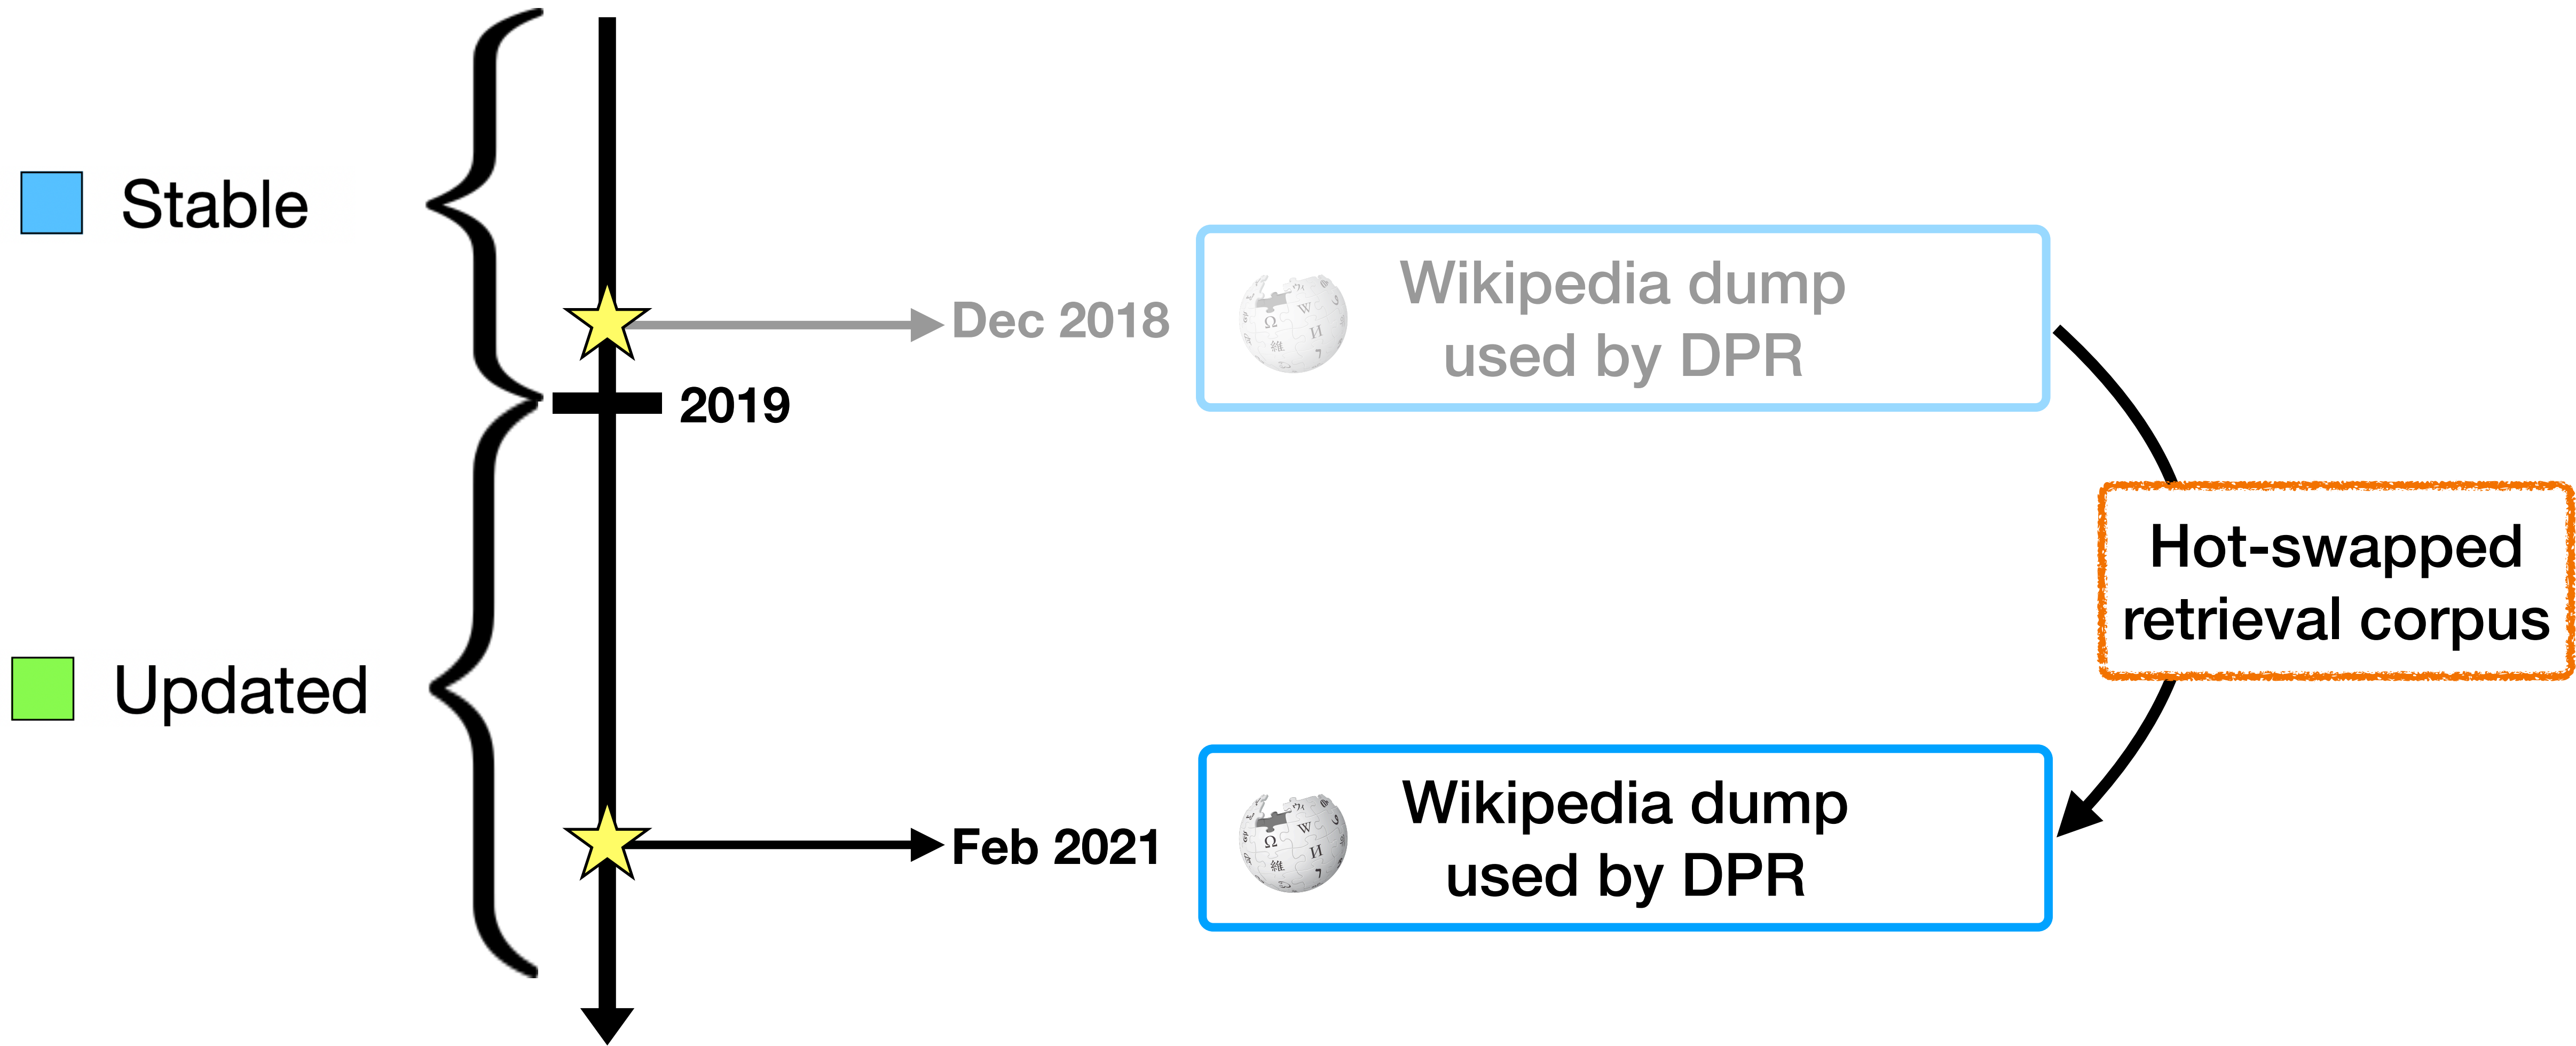 Stable
Dec 2018
Wikipedia dump
used by DPR
2019
Hot-swapped
retrieval corpus
Updated
Feb 2021
Wikipedia dump
used by DPR